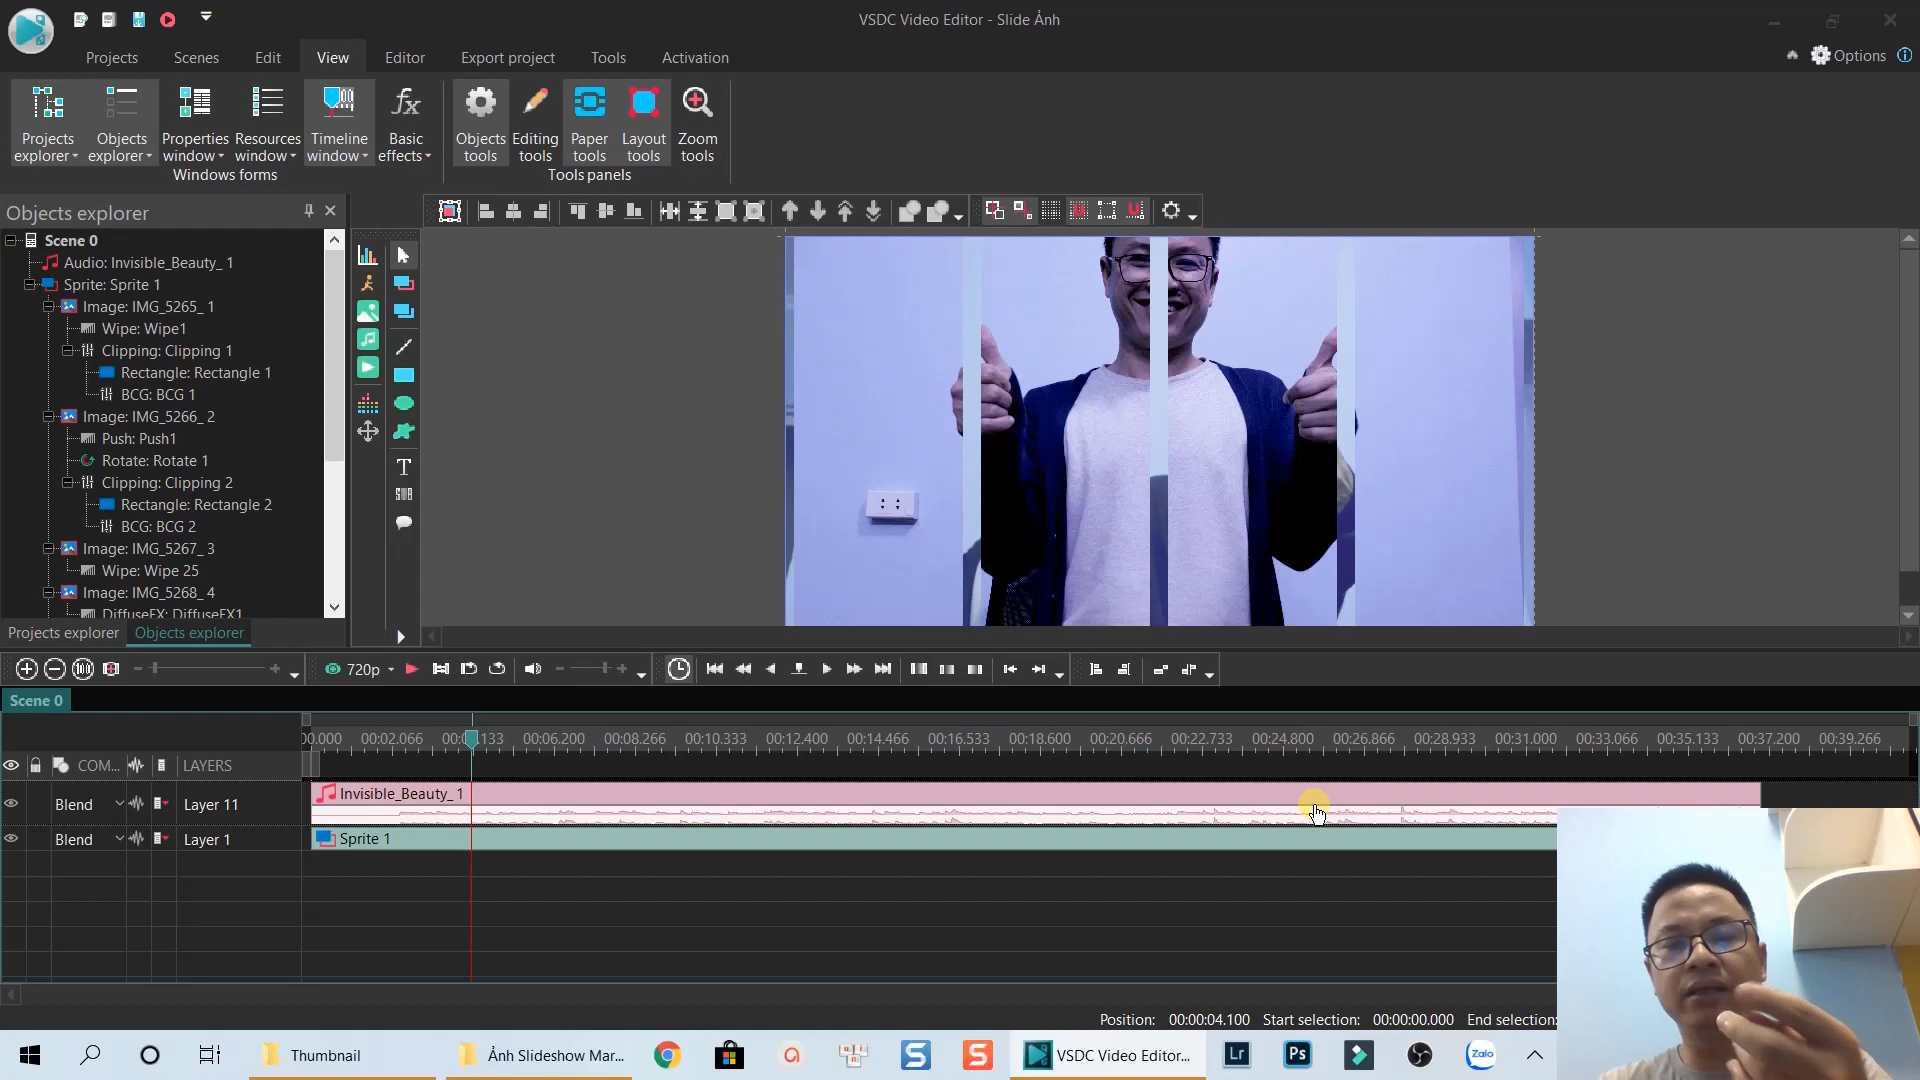 VSDC Video Editor - Slide Ảnh
Projects Scenes Edit View Editor Export project Tools Activation Options
Projects explorer
Objects explorer
Properties window
Resources window
Timeline window
Basic effects
Windows forms
Objects tools
Editing tools
Paper tools
Layout tools
Zoom tools
Tools panels
Objects explorer
Scene 0
Audio: Invisible_Beauty_ 1
Sprite: Sprite 1
Image: IMG_5265_ 1
Wipe: Wipe1
Clipping: Clipping 1
Rectangle: Rectangle 1
BCG: BCG 1
Image: IMG_5266_ 2
Push: Push1
Rotate: Rotate 1
Clipping: Clipping 2
Rectangle: Rectangle 2
BCG: BCG 2
Image: IMG_5267_ 3
Wipe: Wipe 25
Image: IMG_5268_ 4
DiffuseFX: DiffuseFX1
Projects explorer Objects explorer
720p
Scene 0
00.000 00:02.066 00:0 133 00:06.200 00:08.266 00:10.333 00:12.400 00:14.466 00:16.533 00:18.600 00:20.666 00:22.733 00:24.800 00:26.866 00:28.933 00:31.000 00:33.066 00:35.133 00:37.200 00:39.266
COM... LAYERS
Blend Layer 11 Invisible_Beauty_ 1
Blend Layer 1 Sprite 1
Position: 00:00:04.100 Start selection: 00:00:00.000 End selection:
Thumbnail Ảnh Slideshow Mar... VSDC Video Editor... Lr Ps Zalo